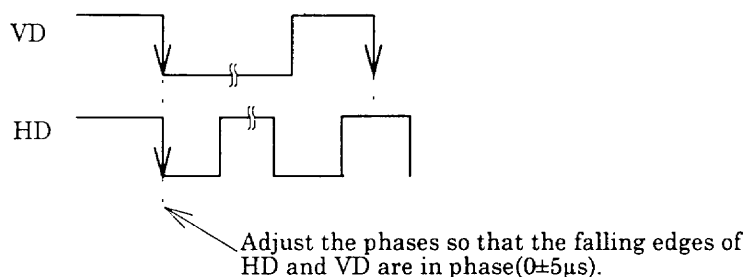 VD
HD
Adjust the phases so that the falling edges of
HD and VD are in phase(0±5μs).